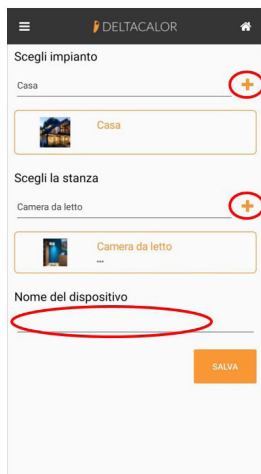 DELTACALOR
Scegli impianto
Casa
Casa
Scegli la stanza
Camera da letto
Camera da letto
...
Nome del dispositivo
SALVA